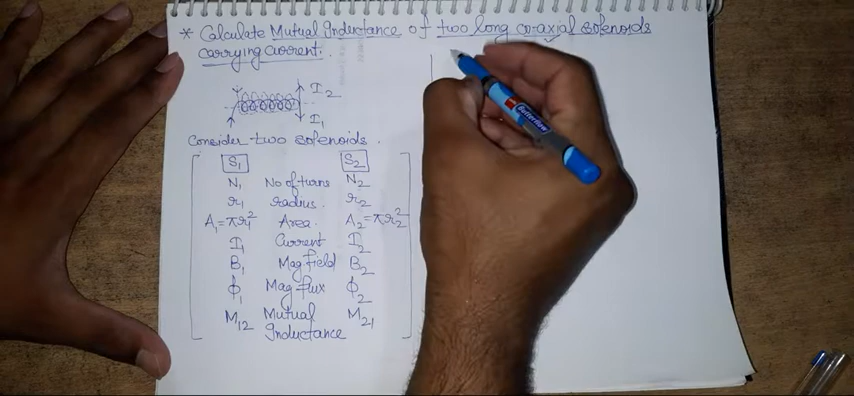 * Calculate Mutual Inductance of two long co-axial solenoids
carrying current.
I2
I1
Consider two solenoids.
S1 S2
N1 No of turns N2
r1 radius. r2
A1=πr1² Area. A2=πr2²
I1 Current I2
B1 Mag field B2
ϕ1 Mag flux ϕ2
M12 Mutual Inductance M21
Butterflow